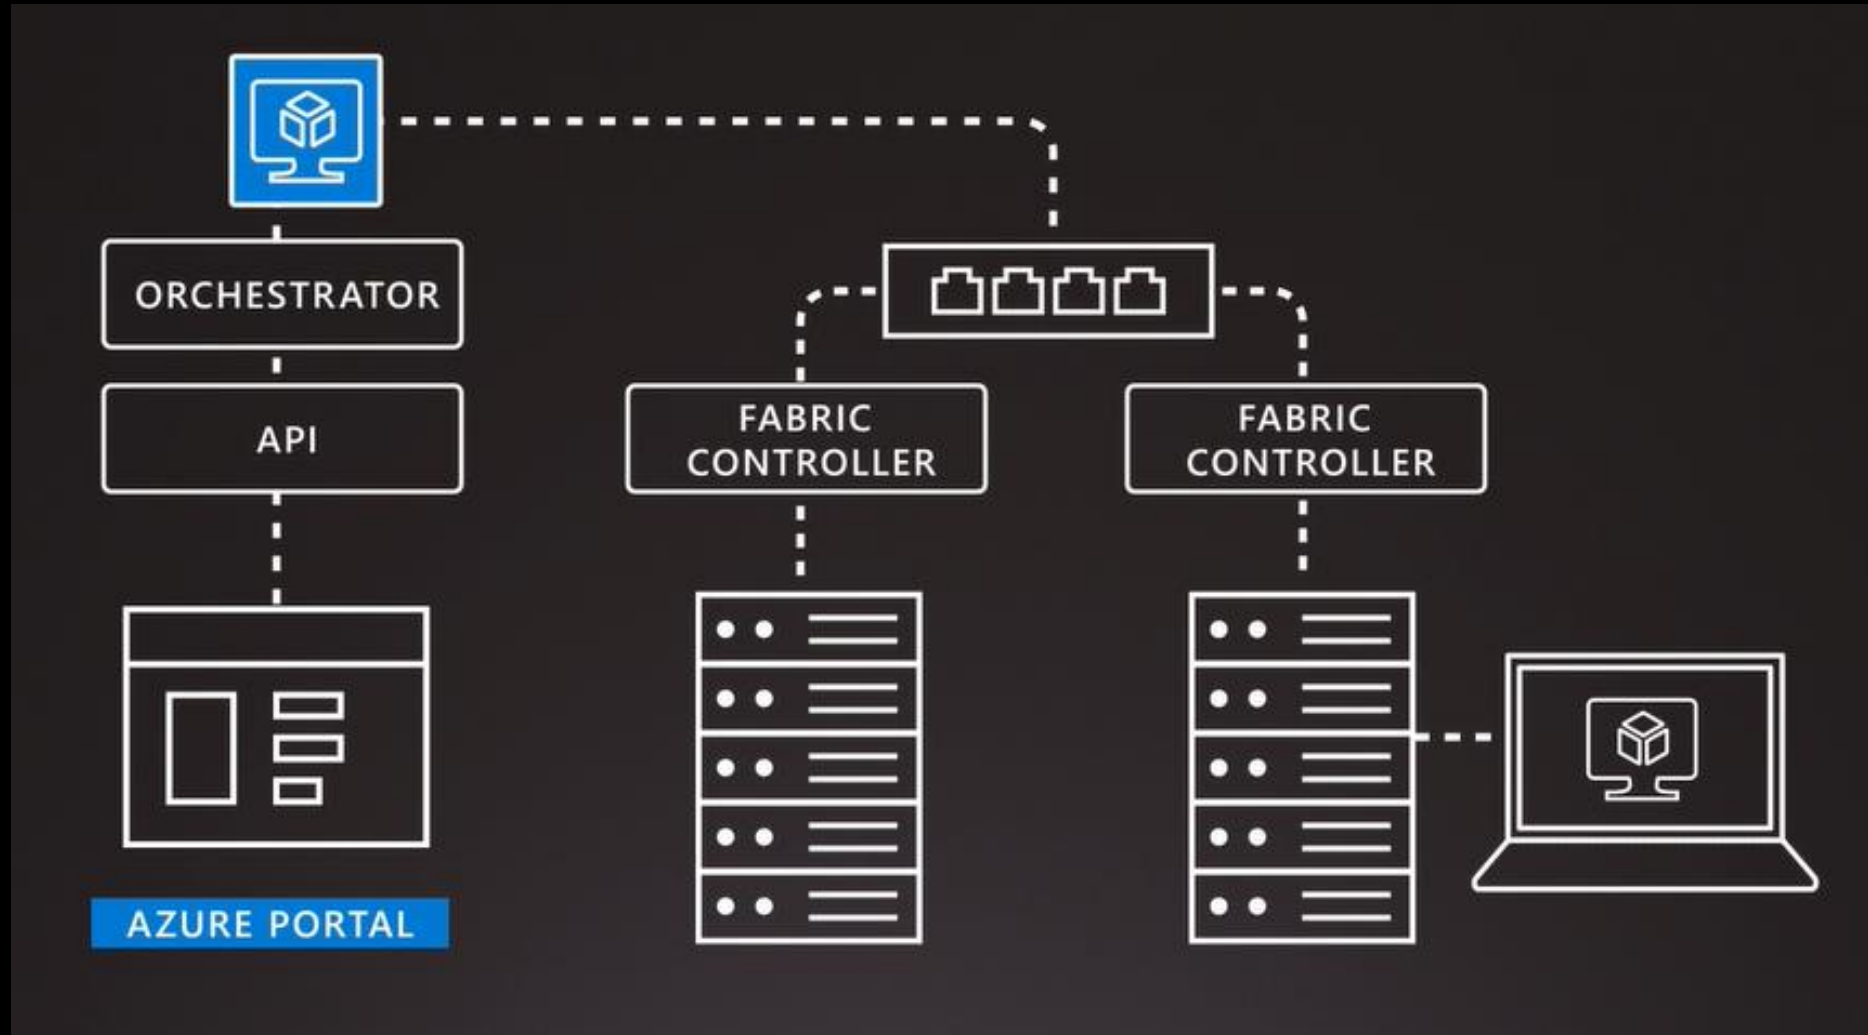 ORCHESTRATOR
API
AZURE PORTAL
FABRIC
CONTROLLER
FABRIC
CONTROLLER